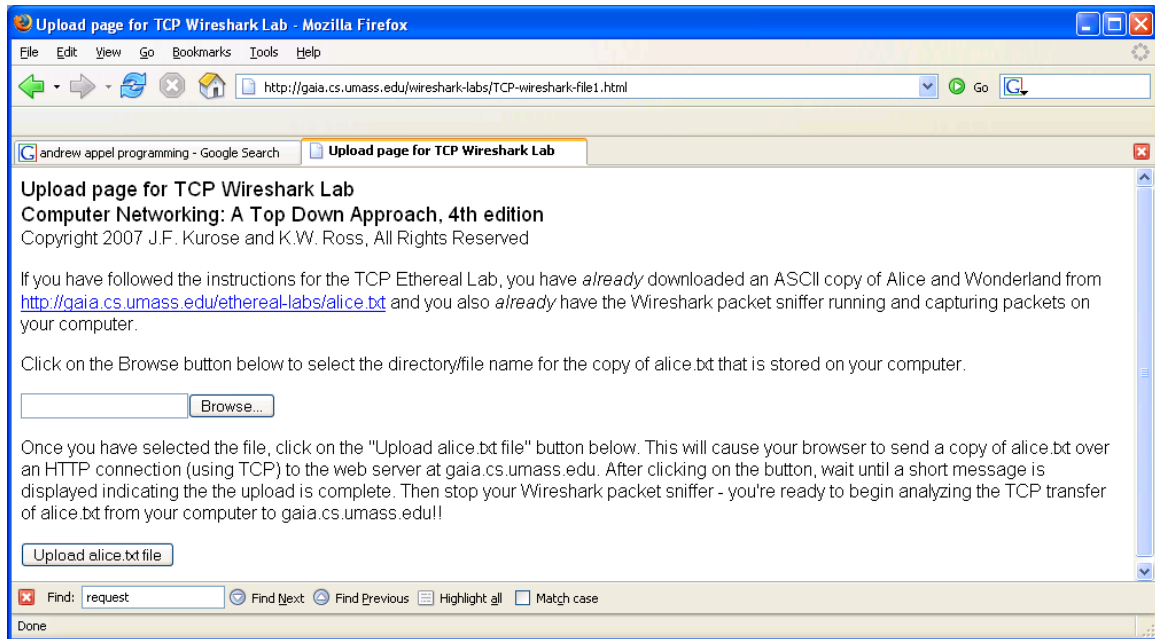 Upload page for TCP Wireshark Lab - Mozilla Firefox
File Edit View Go Bookmarks Tools Help
http://gaia.cs.umass.edu/wireshark-labs/TCP-wireshark-file1.html Go G
G andrew appel programming - Google Search Upload page for TCP Wireshark Lab
Upload page for TCP Wireshark Lab
Computer Networking: A Top Down Approach, 4th edition
Copyright 2007 J.F. Kurose and K.W. Ross, All Rights Reserved
If you have followed the instructions for the TCP Ethereal Lab, you have already downloaded an ASCII copy of Alice and Wonderland from
http://gaia.cs.umass.edu/ethereal-labs/alice.txt and you also already have the Wireshark packet sniffer running and capturing packets on
your computer.
Click on the Browse button below to select the directory/file name for the copy of alice.txt that is stored on your computer.
Browse...
Once you have selected the file, click on the "Upload alice.txt file" button below. This will cause your browser to send a copy of alice.txt over
an HTTP connection (using TCP) to the web server at gaia.cs.umass.edu. After clicking on the button, wait until a short message is
displayed indicating the the upload is complete. Then stop your Wireshark packet sniffer - you're ready to begin analyzing the TCP transfer
of alice.txt from your computer to gaia.cs.umass.edu!!
Upload alice.txt file
Find: request Find Next Find Previous Highlight all Match case
Done